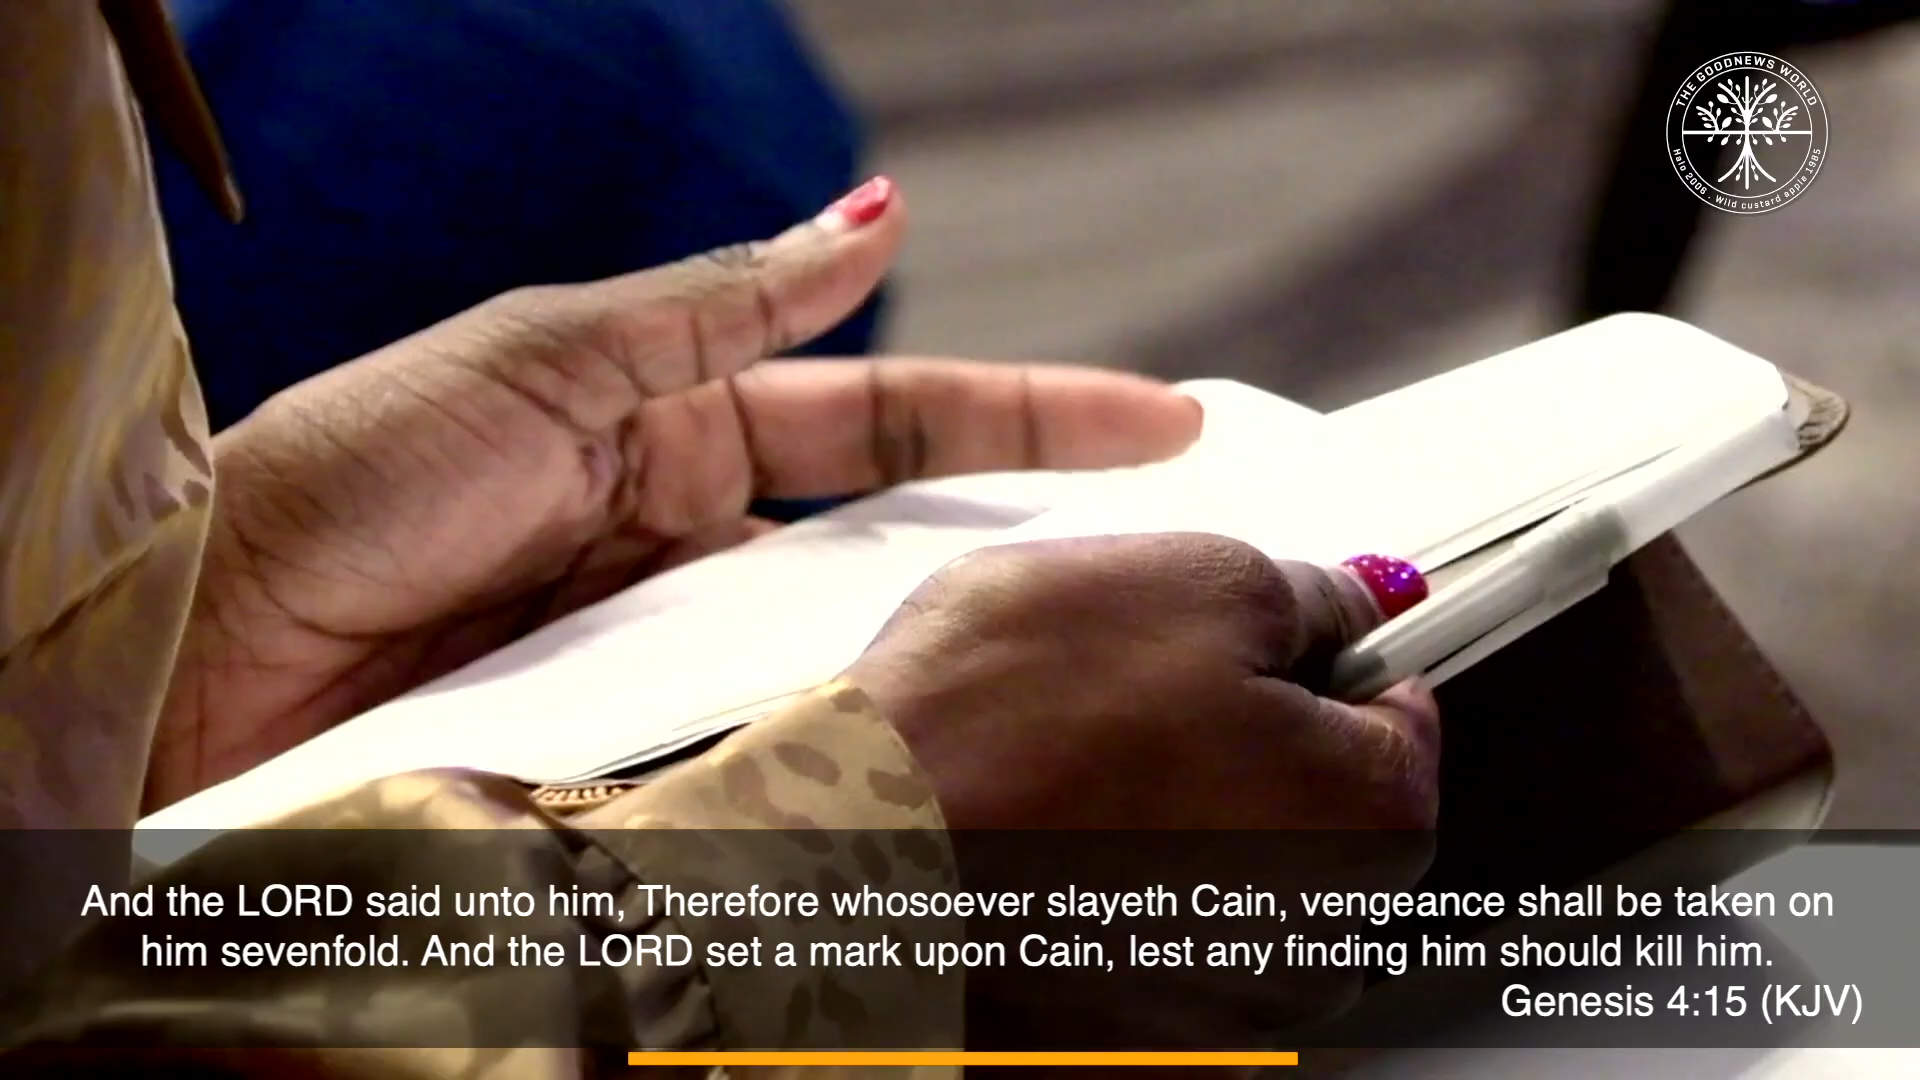 THE GOODNEWS WORLD
Halo 2006 . Wild custard apple 1985
And the LORD said unto him, Therefore whosoever slayeth Cain, vengeance shall be taken on
him sevenfold. And the LORD set a mark upon Cain, lest any finding him should kill him.
Genesis 4:15 (KJV)